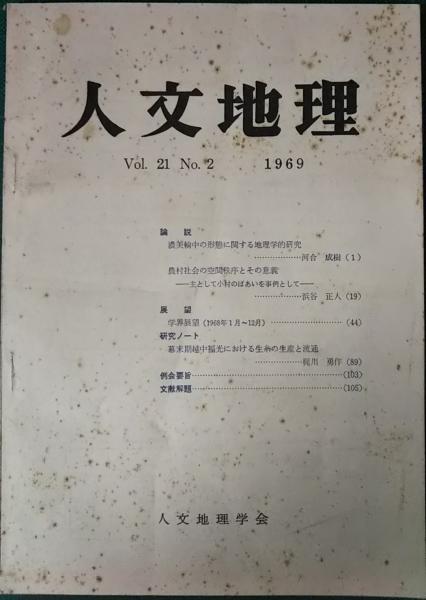 人文地理
Vol. 21 No. 2 1969
論説
濃美輪中の形態に関する地理学的研究
……………… 河合 成樹 (1)
農村社会の空間秩序とその意義
——主として小村のばあいを事例として——
……………… 浜谷 正人 (19)
展望
学界展望 (1968年1月~12月) ……………… (44)
研究ノート
幕末期越中福光における生糸の生産と流通
……………… 梶川 勇作 (89)
例会要旨 ……………… (103)
文献解題 ……………… (105)
人文地理学会